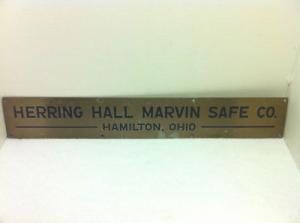 HERRING HALL MARVIN SAFE CO.
HAMILTON, OHIO